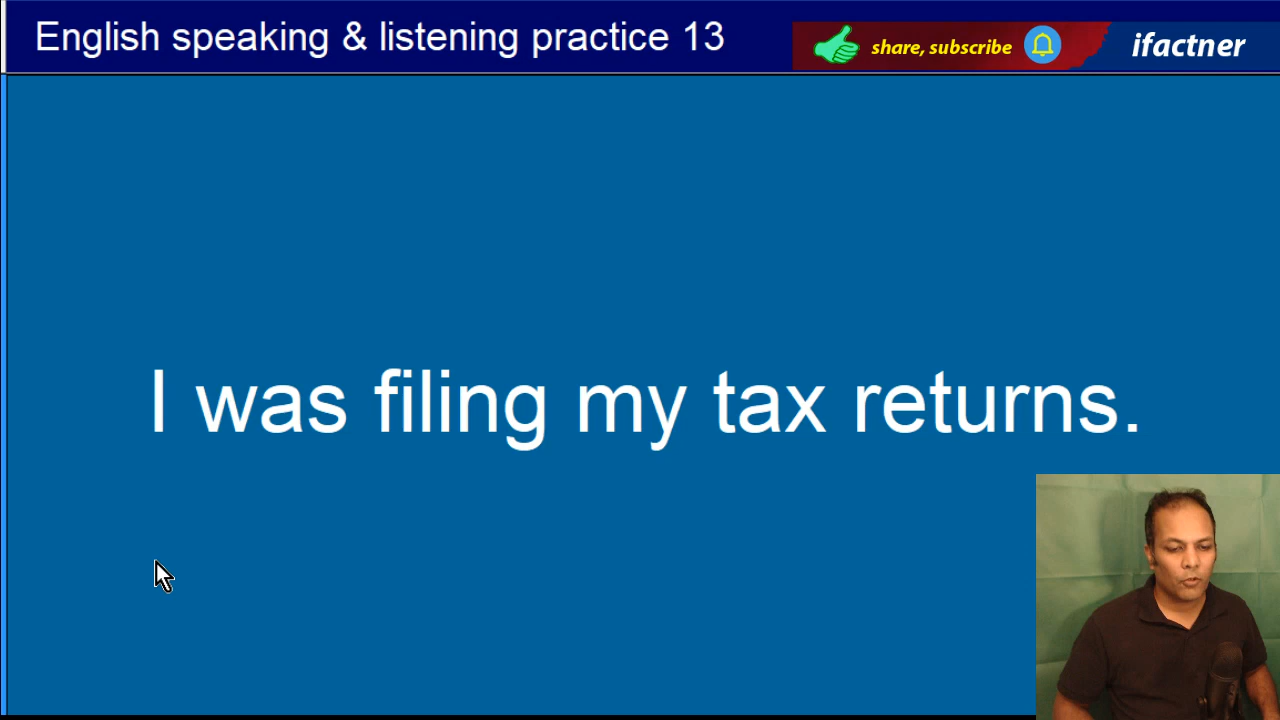 English speaking & listening practice 13
share, subscribe
ifactner
I was filing my tax returns.